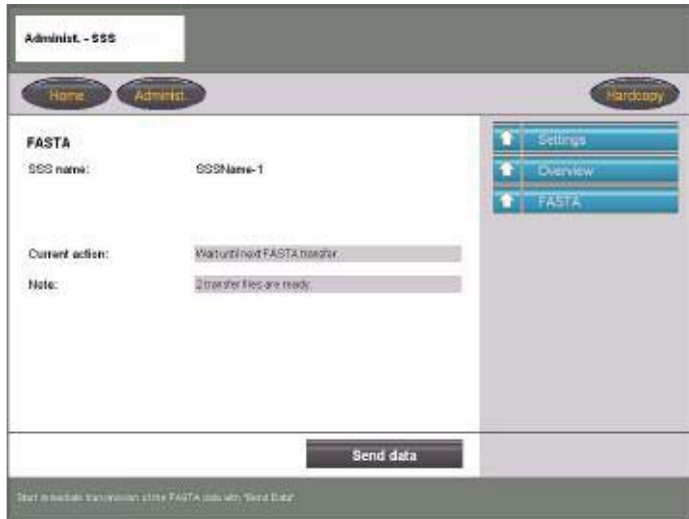 Administ. - SSS
Home
Administ.
Hardcopy
FASTA
SSS name: SSSName-1
Current action: Wait until next FASTA transfer.
Note: 2 transfer files are ready.
Settings
Overview
FASTA
Send data
Start immediate transmission of the FASTA data with "Send Data"